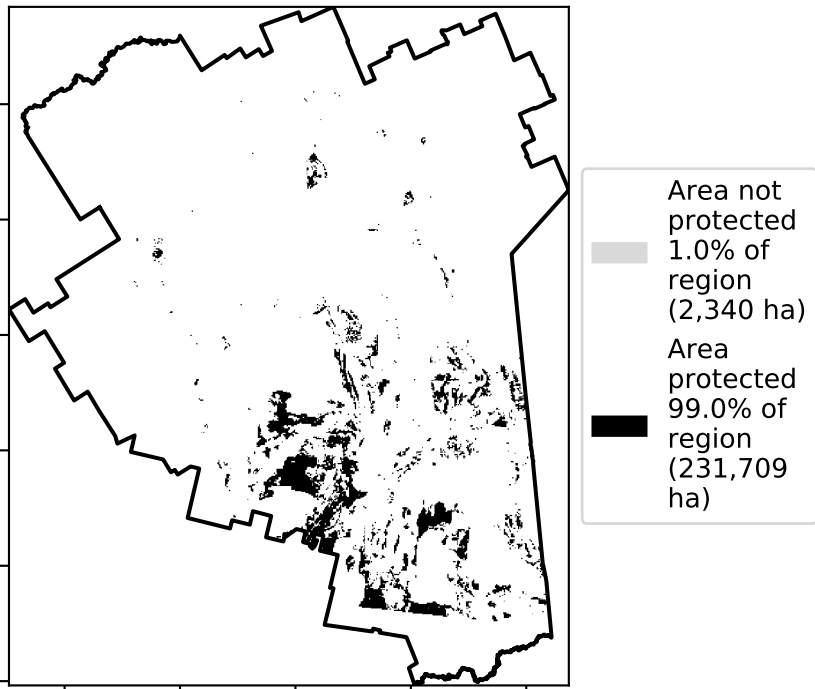 Area not
protected
1.0% of
region
(2,340 ha)
Area
protected
99.0% of
region
(231,709
ha)